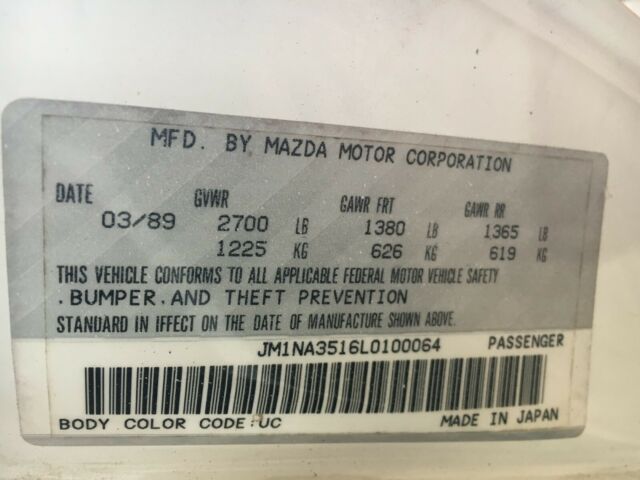 MFD. BY MAZDA MOTOR CORPORATION
DATE GVWR GAWR FRT GAWR RR
03/89 2700 LB 1380 LB 1365 LB
1225 KG 626 KG 619 KG
THIS VEHICLE CONFORMS TO ALL APPLICABLE FEDERAL MOTOR VEHICLE SAFETY
.BUMPER.AND THEFT PREVENTION
STANDARD IN EFFECT ON THE DATE OF MANUFACTURE SHOWN ABOVE.
JM1NA3516L0100064 PASSENGER
BODY COLOR CODE:UC MADE IN JAPAN